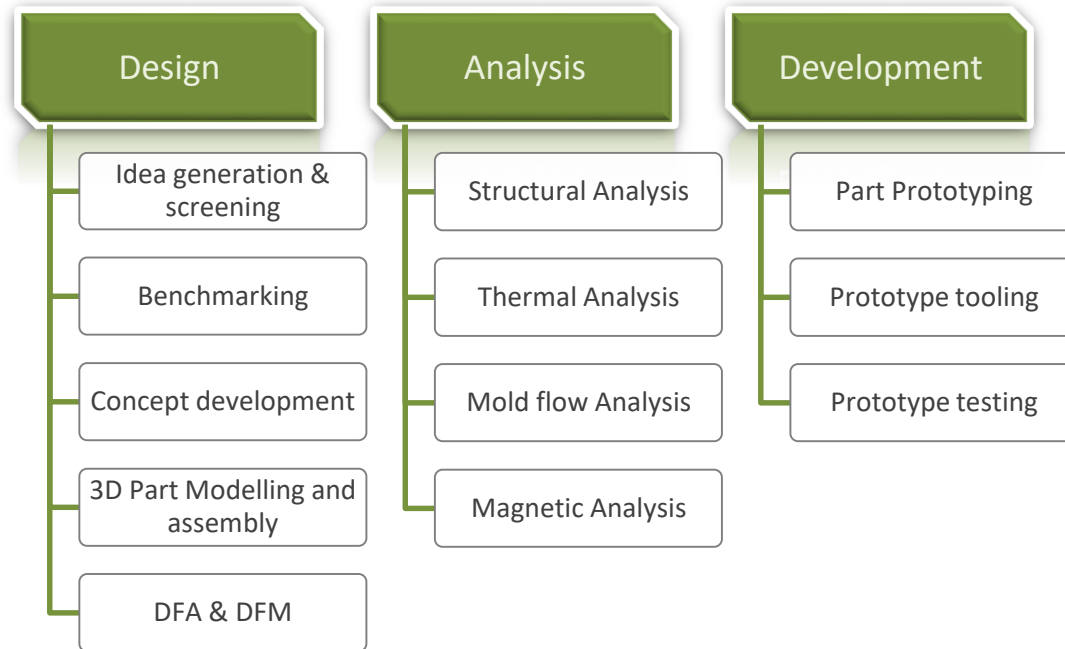 Design
Idea generation &
screening
Benchmarking
Concept development
3D Part Modelling and
assembly
DFA & DFM
Analysis
Structural Analysis
Thermal Analysis
Mold flow Analysis
Magnetic Analysis
Development
Part Prototyping
Prototype tooling
Prototype testing